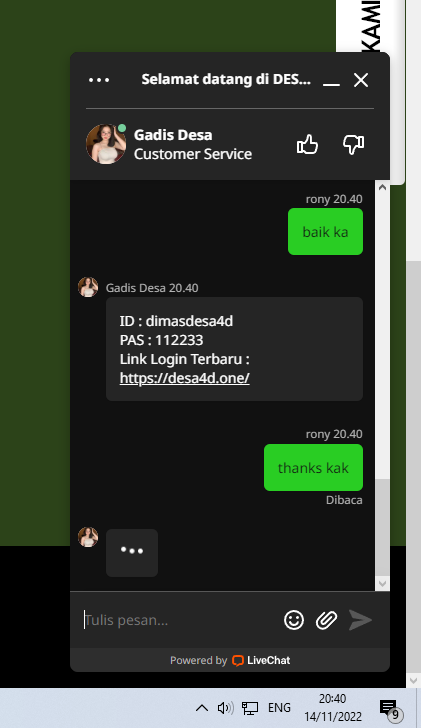 KAMI
Selamat datang di DES...
Gadis Desa
Customer Service
rony 20.40
baik ka
Gadis Desa 20.40
ID : dimasdesa4d
PAS : 112233
Link Login Terbaru :
https://desa4d.one/
rony 20.40
thanks kak
Dibaca
Tulis pesan...
Powered by LiveChat
ENG
20:40
14/11/2022
9